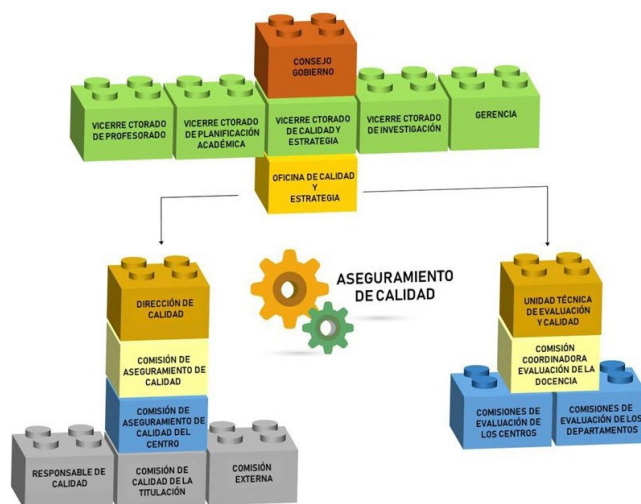 CONSEJO
GOBIERNO
VICERRE CTORADO
DE PROFESORADO
VICERRE CTORADO
DE PLANIFICACIÓN
ACADÉMICA
VICERRE CTORADO
DE CALIDAD Y
ESTRATEGIA
VICERRE CTORADO
DE INVESTIGACIÓN
GERENCIA
OFICINA DE CALIDAD
Y
ESTRATEGIA
ASEGURAMIENTO
DE CALIDAD
DIRECCIÓN DE
CALIDAD
COMISIÓN DE
ASEGURAMIENTO DE
CALIDAD
COMISIÓN DE
ASEGURAMIENTO DE
CALIDAD DEL
CENTRO
RESPONSABLE DE
CALIDAD
COMISIÓN DE
CALIDAD DE LA
TITULACIÓN
COMISIÓN
EXTERNA
UNIDAD TÉCNICA
DE EVALUACIÓN
Y CALIDAD
COMISIÓN
COORDINADORA
EVALUACIÓN DE LA
DOCENCIA
COMISIONES DE
EVALUACIÓN DE
LOS CENTROS
COMISIONES DE
EVALUACIÓN DE LOS
DEPARTAMENTOS